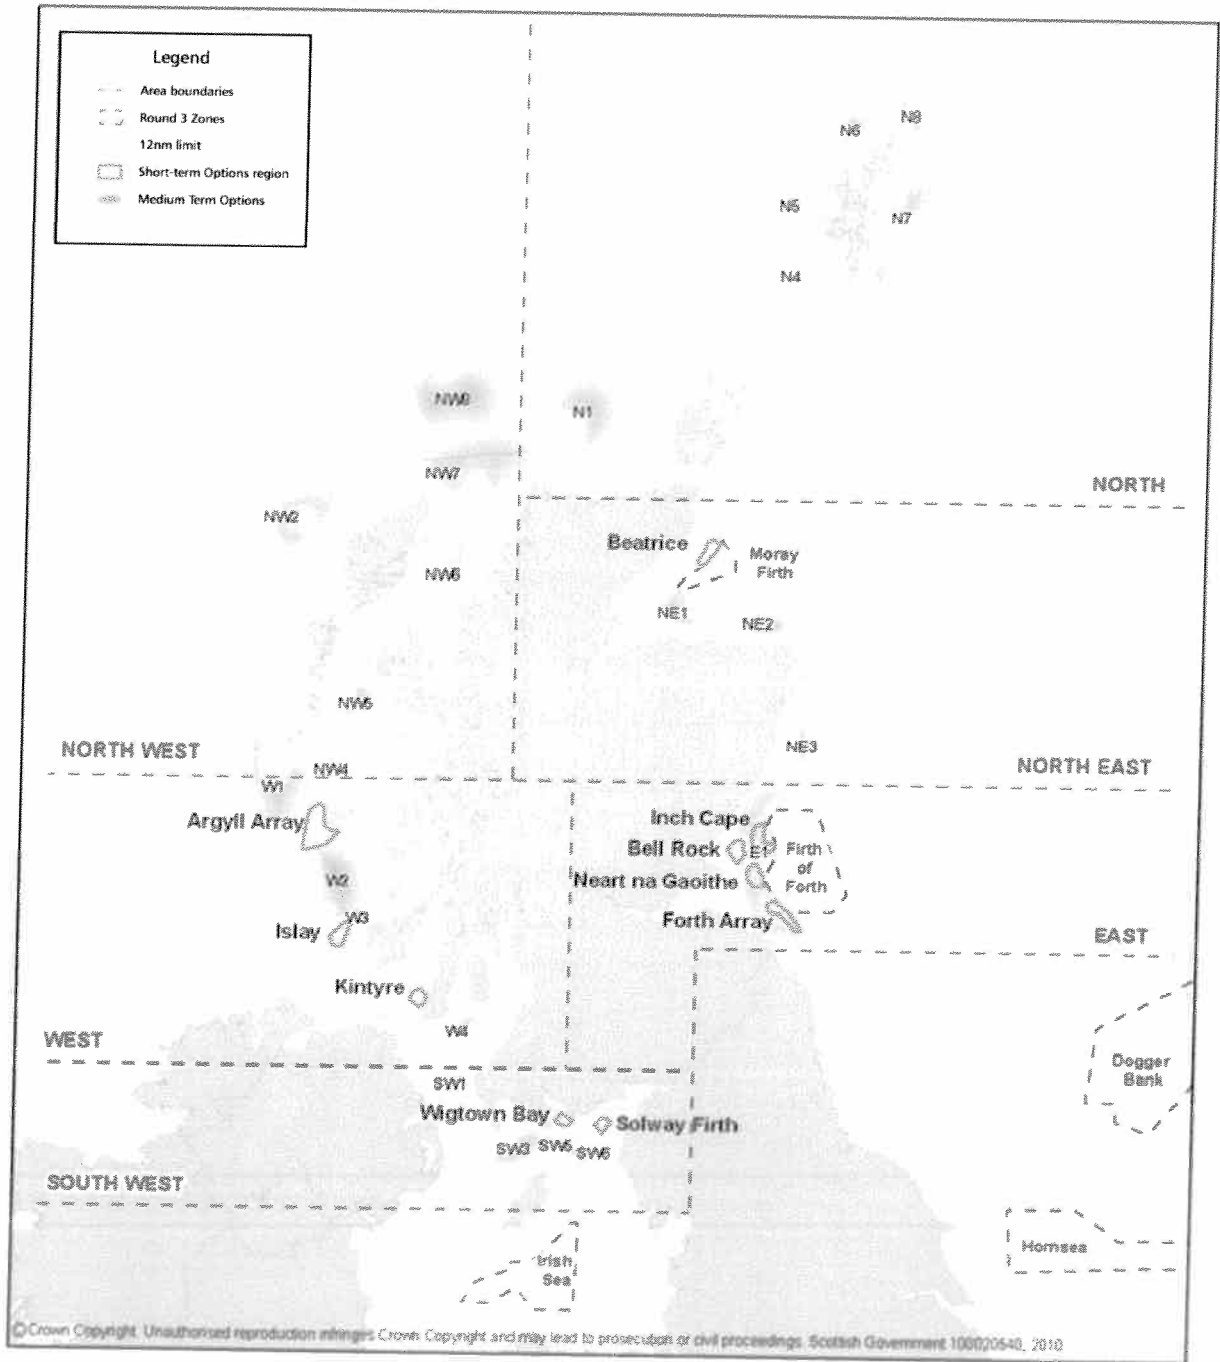 Legend
Area boundaries
Round 3 Zones
12nm limit
Short-term Options region
Medium Term Options
N6
N8
N5
N7
N4
NW8
N1
NW7
NORTH
NW2
Beatrice
Moray
Firth
NW6
NE1
NE2
NW5
NORTH WEST
NW4
NE3
NORTH EAST
W1
Argyll Array
Inch Cape
Bell Rock
E1
Firth
of
Forth
W2
Neart na Gaoithe
W3
Islay
Forth Array
EAST
Kintyre
W4
WEST
Dogger
Bank
SW1
Wigtown Bay
Solway Firth
SW3
SW5
SW6
SOUTH WEST
Irish
Sea
Hornsea
©Crown Copyright. Unauthorised reproduction infringes Crown Copyright and may lead to prosecution or civil proceedings. Scottish Government 100020540, 2010